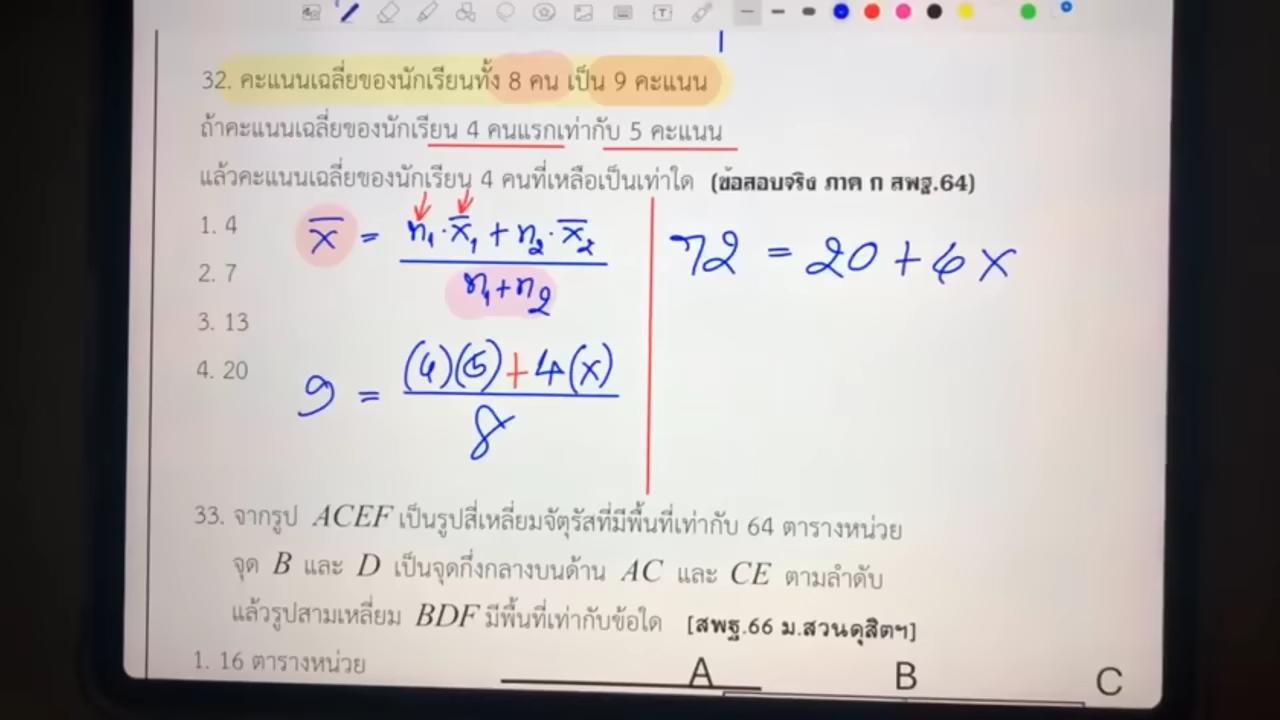 32. คะแนนเฉลี่ยของนักเรียนทั้ง 8 คน เป็น 9 คะแนน
ถ้าคะแนนเฉลี่ยของนักเรียน 4 คนแรกเท่ากับ 5 คะแนน
แล้วคะแนนเฉลี่ยของนักเรียน 4 คนที่เหลือเป็นเท่าใด (ข้อสอบจริง ภาค ก สพฐ.64)
1. 4
2. 7
3. 13
4. 20
x̄ = (n₁·x̄₁ + n₂·x̄₂) / (n₁+n₂)
9 = ((4)(5) + 4(x)) / 8
72 = 20 + 4x
33. จากรูป ACEF เป็นรูปสี่เหลี่ยมจัตุรัสที่มีพื้นที่เท่ากับ 64 ตารางหน่วย
จุด B และ D เป็นจุดกึ่งกลางบนด้าน AC และ CE ตามลำดับ
แล้วรูปสามเหลี่ยม BDF มีพื้นที่เท่ากับข้อใด [สพฐ.66 ม.สวนดุสิตฯ]
1. 16 ตารางหน่วย
A B C